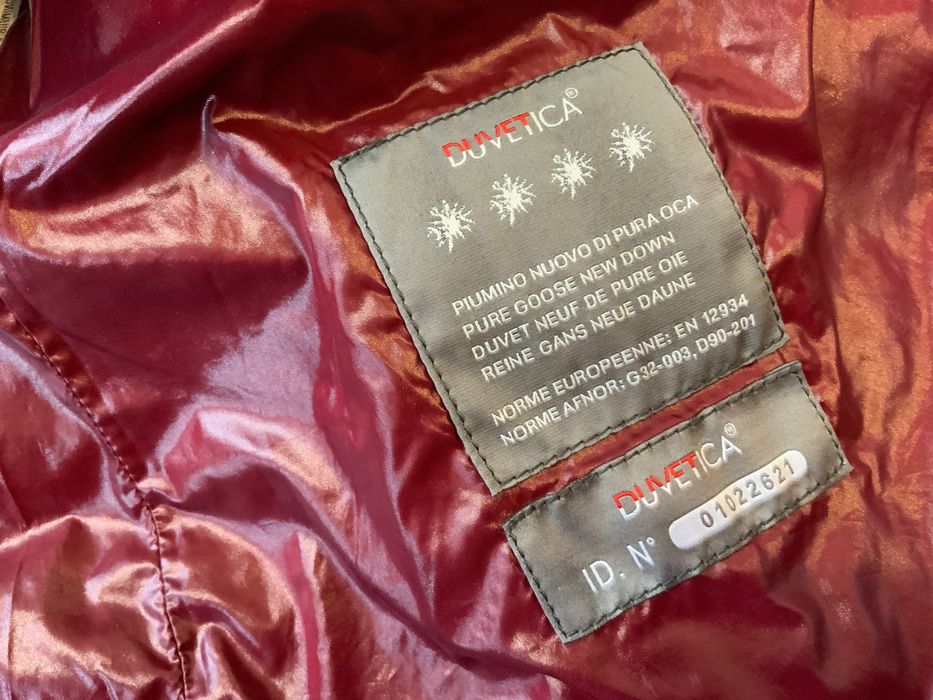 DUVETICA®
PIUMINO NUOVO DI PURA OCA
PURE GOOSE NEW DOWN
DUVET NEUF DE PURE OIE
REINE GANS NEUE DAUNE
NORME EUROPEENNE: EN 12934
NORME AFNOR: G32-003, D90-201
DUVETICA®
ID. N° 01022621